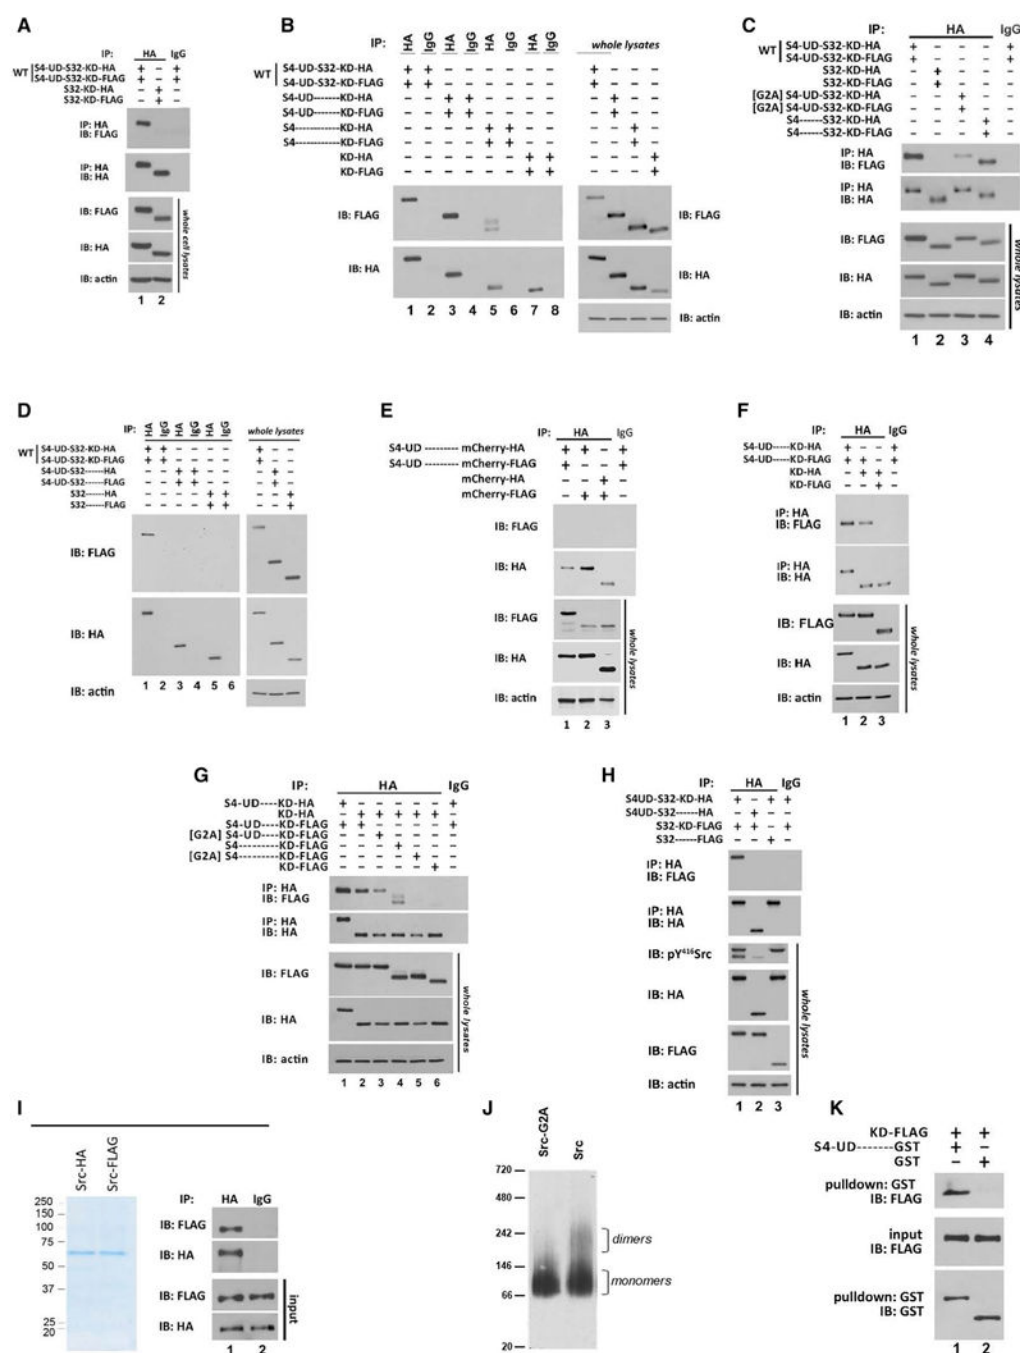 A
IP: HA IgG
WT S4-UD-S32-KD-HA + – +
S4-UD-S32-KD-FLAG + – +
S32-KD-HA – + –
S32-KD-FLAG – + –
IP: HA
IB: FLAG
IP: HA
IB: HA
IB: FLAG
IB: HA
IB: actin
whole cell lysates
1 2
B
IP: HA IgG HA IgG HA IgG HA IgG whole lysates
WT S4-UD-S32-KD-HA + + – – – – – – + – – –
S4-UD-S32-KD-FLAG + + – – – – – – + – – –
S4-UD-------KD-HA – – + + – – – – – + – –
S4-UD-------KD-FLAG – – + + – – – – – + – –
S4------------KD-HA – – – – + + – – – – + –
S4------------KD-FLAG – – – – + + – – – – + –
KD-HA – – – – – – + + – – – +
KD-FLAG – – – – – – + + – – – +
IB: FLAG IB: FLAG
IB: HA IB: HA
IB: actin
1 2 3 4 5 6 7 8
C
IP: HA IgG
WT S4-UD-S32-KD-HA + – – – +
S4-UD-S32-KD-FLAG + – – – +
S32-KD-HA – + – – –
S32-KD-FLAG – + – – –
[G2A] S4-UD-S32-KD-HA – – + – –
[G2A] S4-UD-S32-KD-FLAG – – + – –
S4------S32-KD-HA – – – + –
S4------S32-KD-FLAG – – – + –
IP: HA
IB: FLAG
IP: HA
IB: HA
IB: FLAG
IB: HA
IB: actin
whole lysates
1 2 3 4
D
IP: HA IgG HA IgG HA IgG whole lysates
WT S4-UD-S32-KD-HA + + – – – – + – –
S4-UD-S32-KD-FLAG + + – – – – + – –
S4-UD-S32------HA – – + + – – – + –
S4-UD-S32------FLAG – – + + – – – + –
S32------HA – – – – + + – – +
S32------FLAG – – – – + + – – +
IB: FLAG
IB: HA
IB: actin
1 2 3 4 5 6
E
IP: HA IgG
S4-UD ---------- mCherry-HA + + – +
S4-UD ---------- mCherry-FLAG + – – +
mCherry-HA – – + –
mCherry-FLAG – + + –
IB: FLAG
IB: HA
IB: FLAG
IB: HA
IB: actin
whole lysates
1 2 3
F
IP: HA IgG
S4-UD-----KD-HA + – – +
S4-UD-----KD-FLAG + + – +
KD-HA – + + –
KD-FLAG – – + –
IP: HA
IB: FLAG
IP: HA
IB: HA
IB: FLAG
IB: HA
IB: actin
whole lysates
1 2 3
G
IP: HA IgG
S4-UD----KD-HA + – – – – – +
KD-HA – + + + + + –
S4-UD----KD-FLAG + + – – – – +
[G2A] S4-UD----KD-FLAG – – + – – – –
S4----------KD-FLAG – – – + – – –
[G2A] S4----------KD-FLAG – – – – + – –
KD-FLAG – – – – – + –
IP: HA
IB: FLAG
IP: HA
IB: HA
IB: FLAG
IB: HA
IB: actin
whole lysates
1 2 3 4 5 6
H
IP: HA IgG
S4UD-S32-KD-HA + – + +
S4UD-S32------HA – + – –
S32-KD-FLAG + + – +
S32------FLAG – – + –
IP: HA
IB: FLAG
IP: HA
IB: HA
IB: pY416Src
IB: HA
IB: FLAG
IB: actin
whole lysates
1 2 3
I
Src-HA
Src-FLAG
250
150
100
75
50
37
25
20
IP: HA IgG
IB: FLAG
IB: HA
IB: FLAG
IB: HA
input
1 2
J
Src-G2A
Src
720
480
242
146
66
20
dimers
monomers
K
KD-FLAG + +
S4-UD-------GST + –
GST – +
pulldown: GST
IB: FLAG
input
IB: FLAG
pulldown: GST
IB: GST
1 2